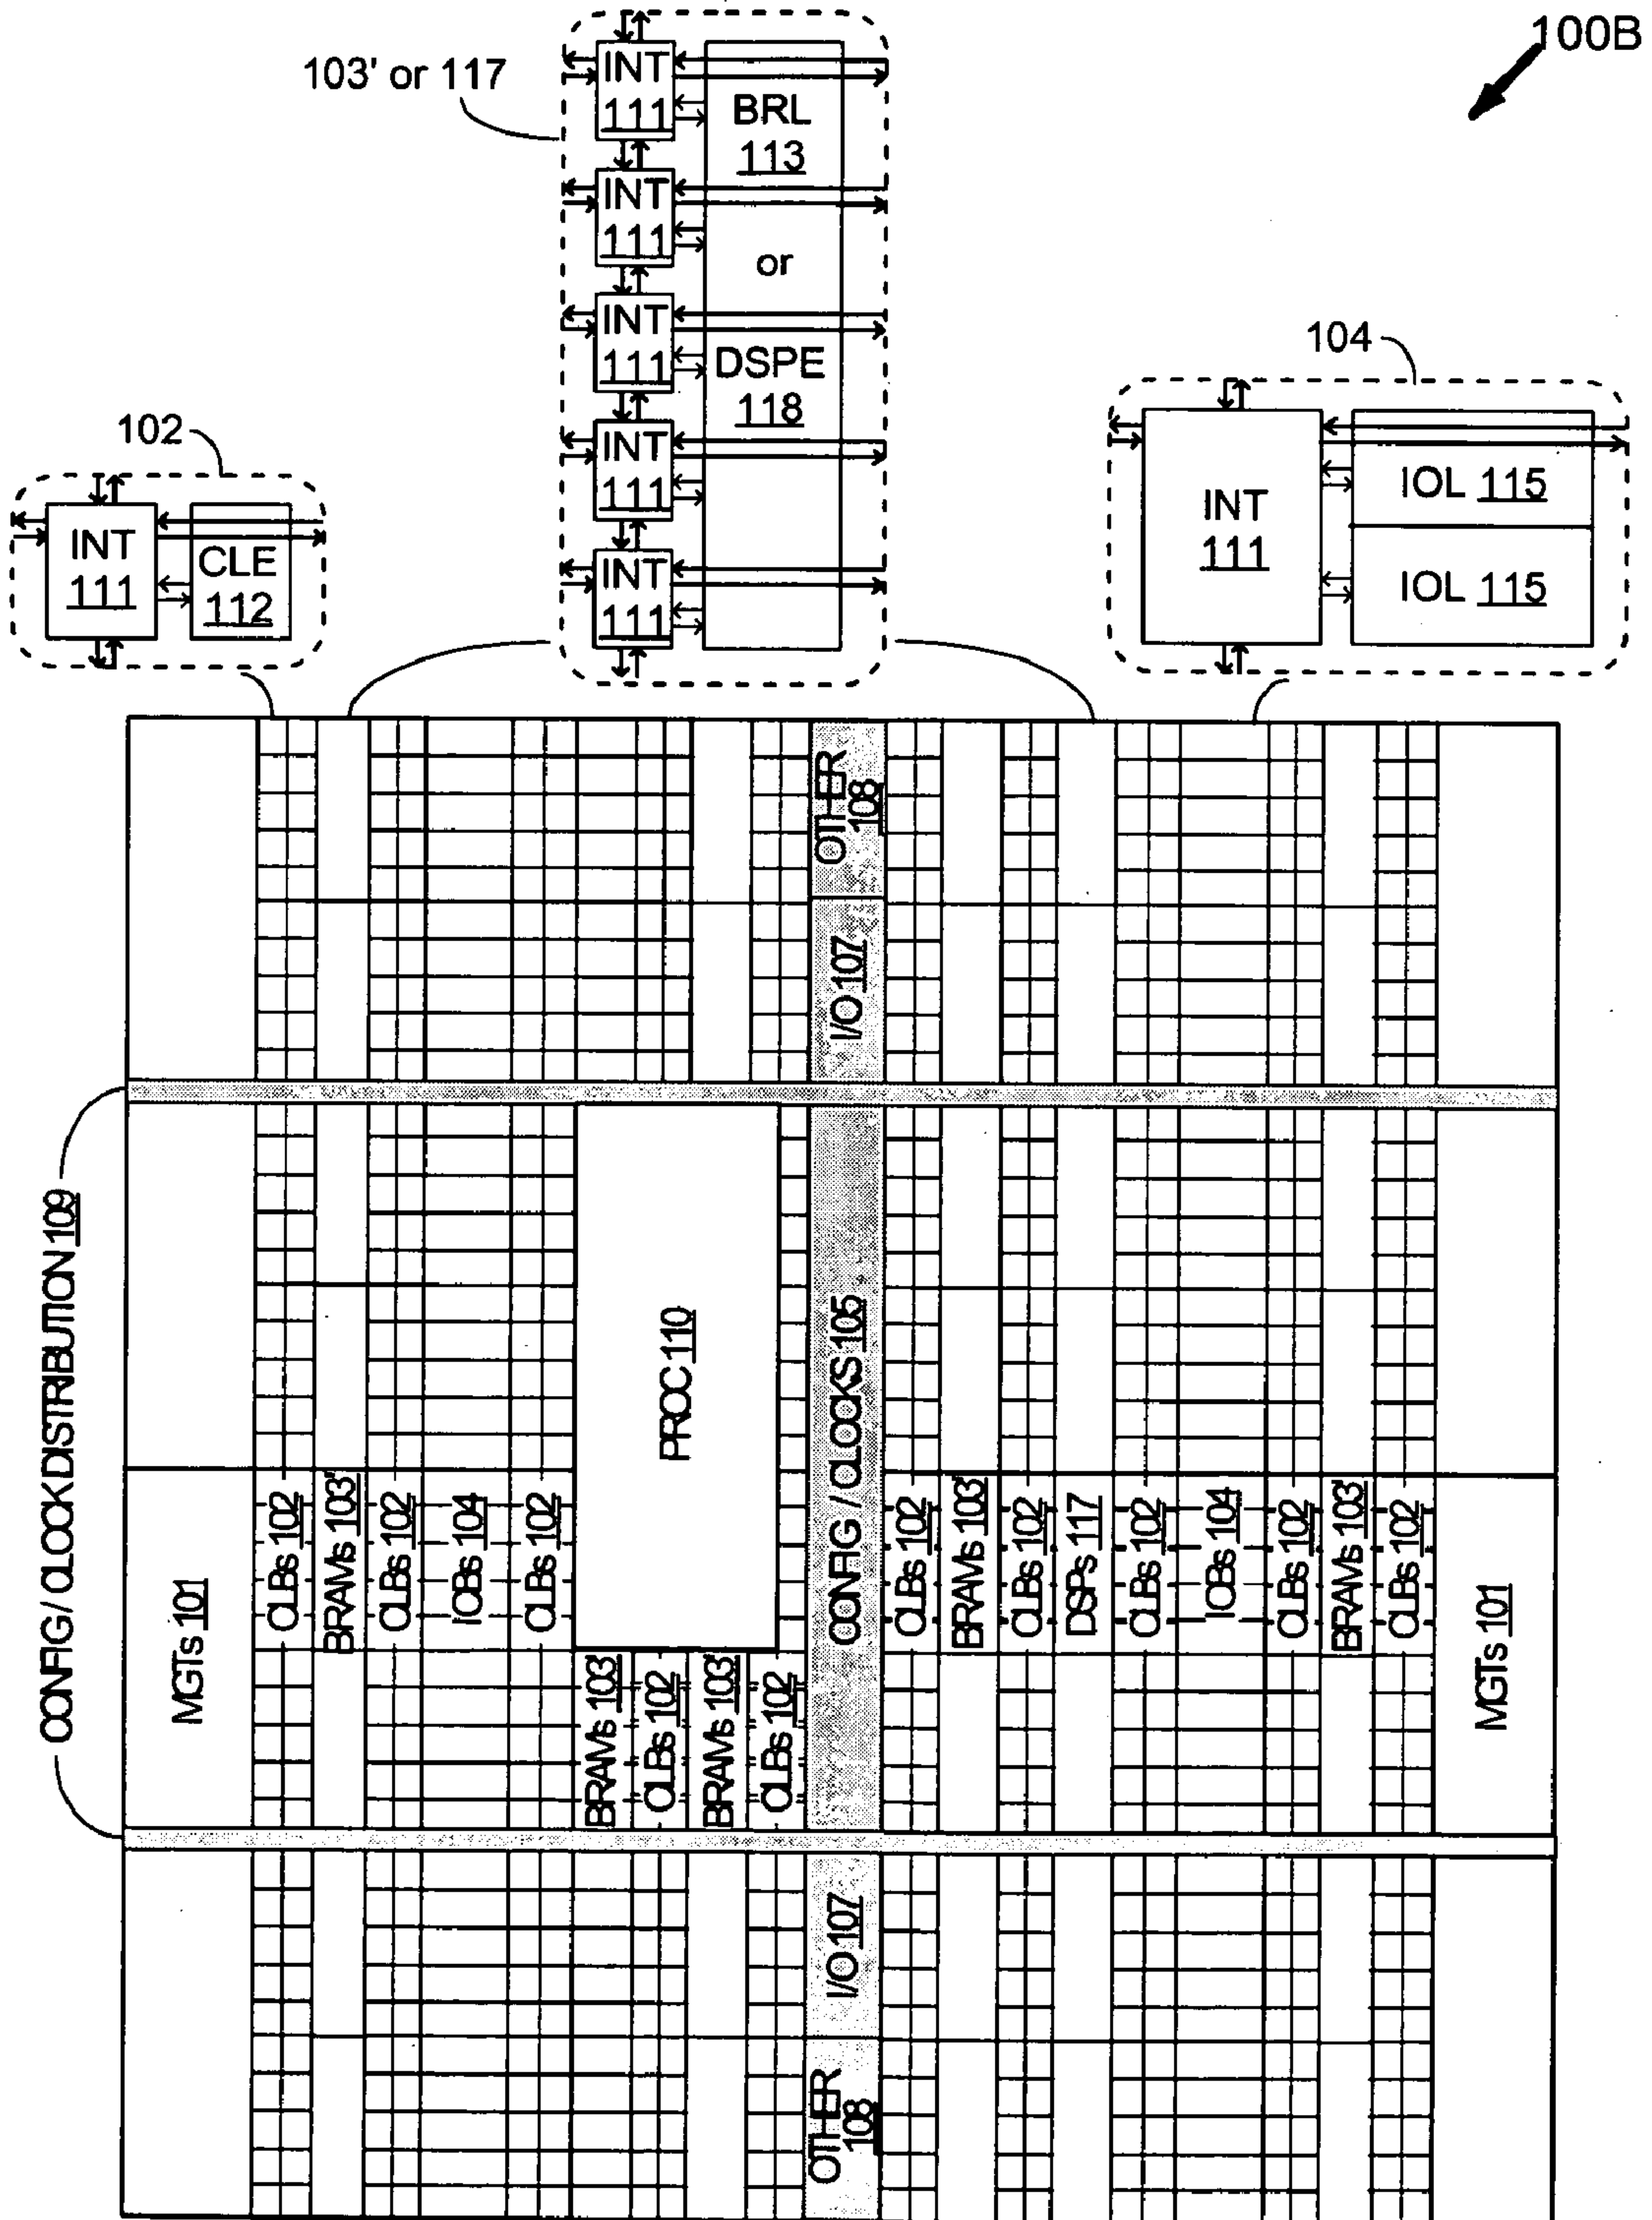 100B
103' or 117
INT
111
BRL
113
INT
111
or
INT
111
DSPE
118
INT
111
INT
111
102
INT
111
CLE
112
104
INT
111
IOL 115
IOL 115
OTHER
108
I/O 107
CONFIG / CLOCK DISTRIBUTION 109
PROC 110
CONFIG / CLOCKS 105
MGTs 101
CLBs 102
BRAMs 103'
CLBs 102
IOBs 104
CLBs 102
BRAMs 103'
CLBs 102
BRAMs 103'
CLBs 102
CLBs 102
BRAMs 103'
CLBs 102
DSPs 117
CLBs 102
IOBs 104
CLBs 102
BRAMs 103'
CLBs 102
MGTs 101
I/O 107
OTHER
108